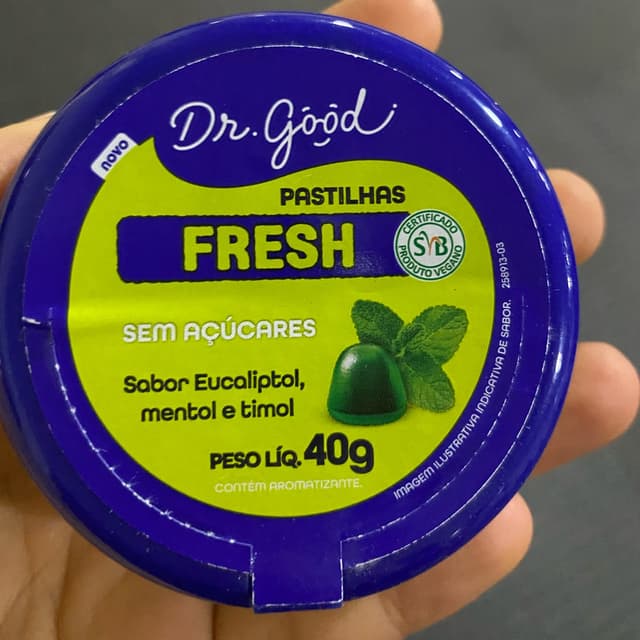 Dr. Good
novo
PASTILHAS
FRESH
CERTIFICADO
SVB
PRODUTO VEGANO
SEM AÇÚCARES
Sabor Eucaliptol,
mentol e timol
PESO LÍQ. 40g
CONTÉM AROMATIZANTE.
IMAGEM ILUSTRATIVA INDICATIVA DE SABOR. 258913-03